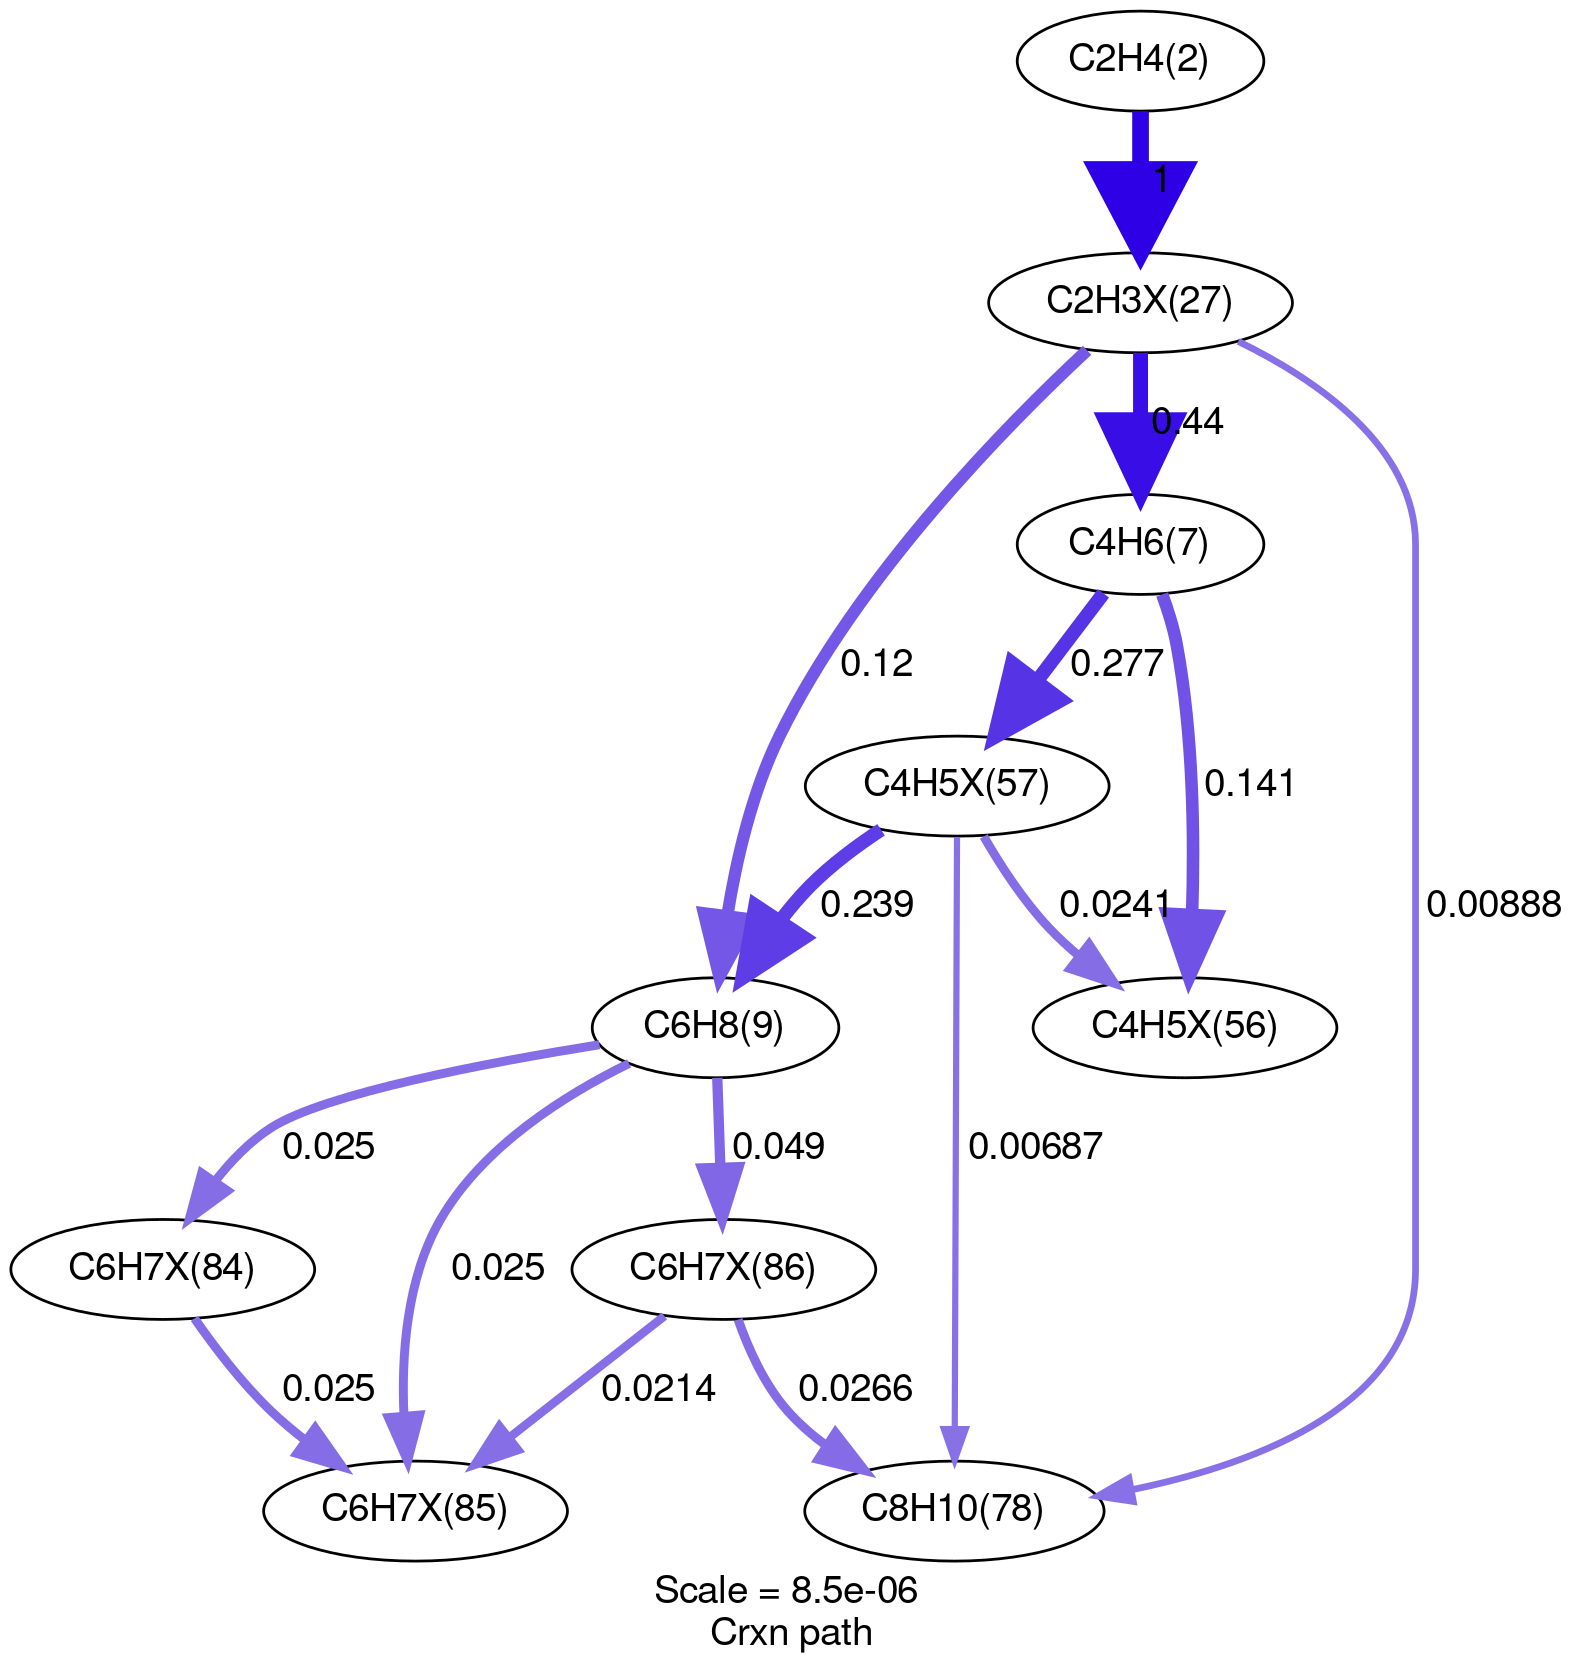 C2H4(2)
1
C2H3X(27)
0.44
C4H6(7)
0.12
0.277
C4H5X(57)
0.141
0.239
0.0241
0.00888
C6H8(9)
C4H5X(56)
0.025
0.049
0.00687
C6H7X(84)
0.025
C6H7X(86)
0.025
0.0214
0.0266
C6H7X(85)
C8H10(78)
Scale = 8.5e-06
Crxn path